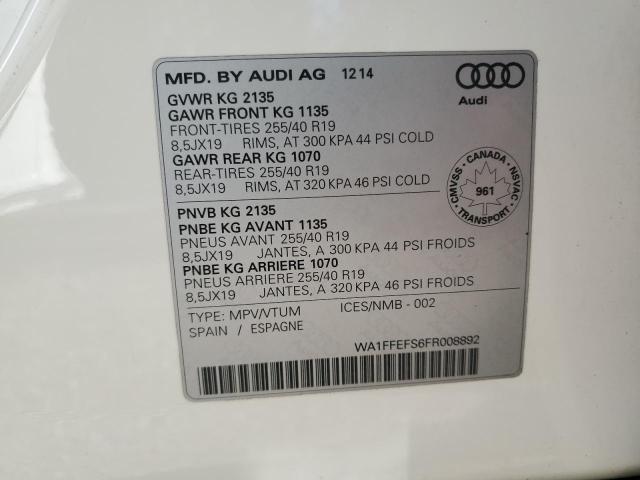 MFD. BY AUDI AG 1214
Audi
GVWR KG 2135
GAWR FRONT KG 1135
FRONT-TIRES 255/40 R19
8,5JX19 RIMS, AT 300 KPA 44 PSI COLD
GAWR REAR KG 1070
REAR-TIRES 255/40 R19
8,5JX19 RIMS, AT 320 KPA 46 PSI COLD
CMVSS - CANADA - NSVAC
961
TRANSPORT
PNVB KG 2135
PNBE KG AVANT 1135
PNEUS AVANT 255/40 R19
8,5JX19 JANTES, A 300 KPA 44 PSI FROIDS
PNBE KG ARRIERE 1070
PNEUS ARRIERE 255/40 R19
8,5JX19 JANTES, A 320 KPA 46 PSI FROIDS
TYPE: MPV/VTUM ICES/NMB - 002
SPAIN / ESPAGNE
WA1FFEFS6FR008892